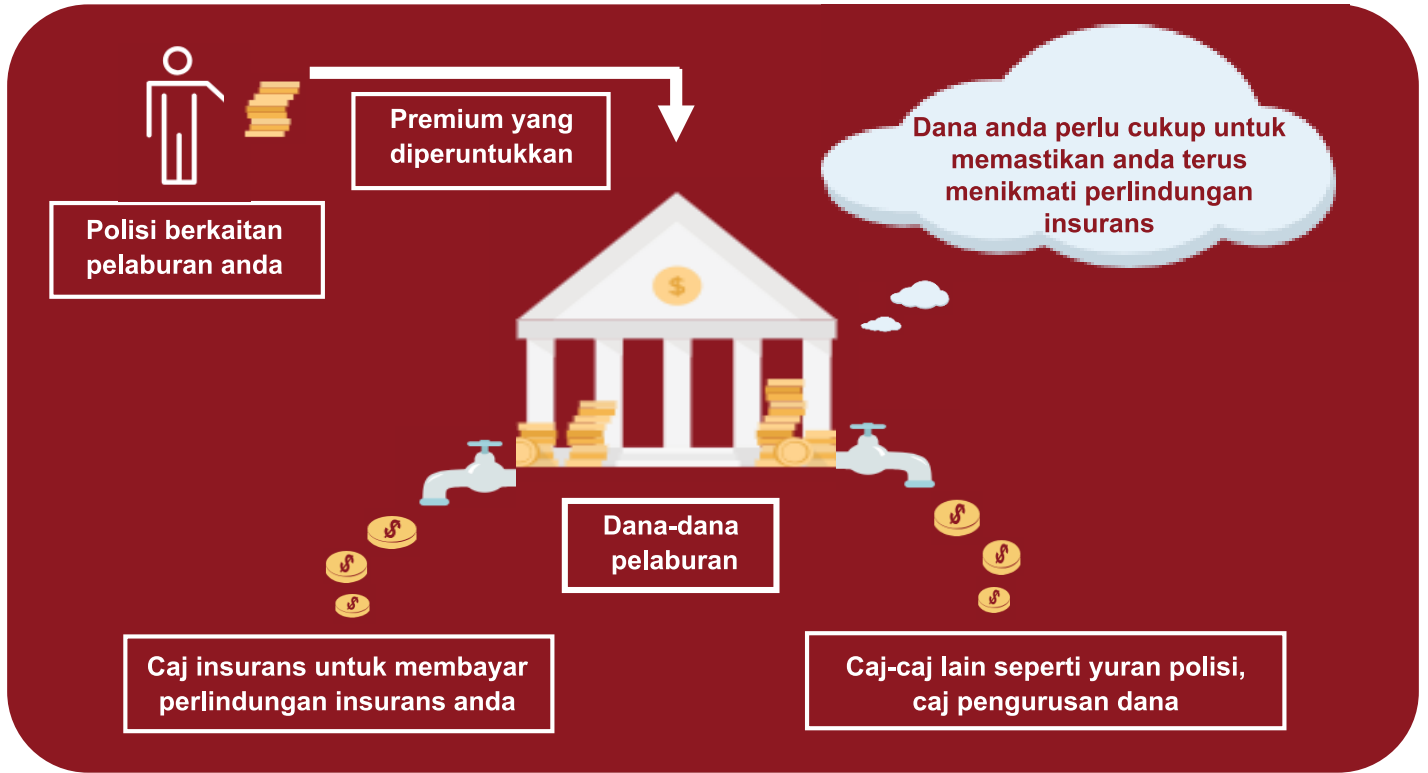 Premium yang
diperuntukkan
Polisi berkaitan
pelaburan anda
Dana anda perlu cukup untuk
memastikan anda terus
menikmati perlindungan
insurans
$
Dana-dana
pelaburan
$
$
$
$
$
$
Caj insurans untuk membayar
perlindungan insurans anda
Caj-caj lain seperti yuran polisi,
caj pengurusan dana